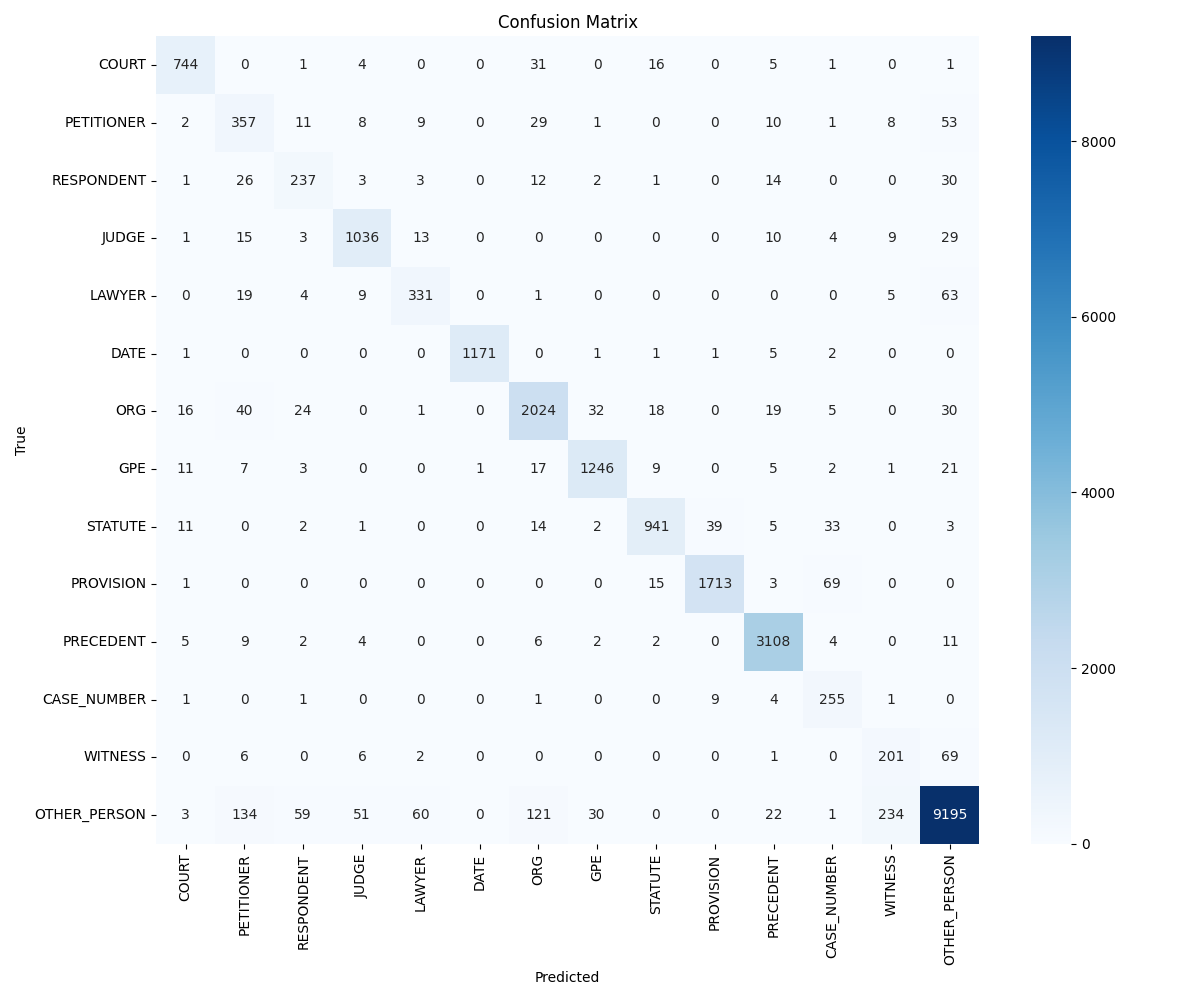 Confusion Matrix
COURT 744 0 1 4 0 0 31 0 16 0 5 1 0 1
PETITIONER 2 357 11 8 9 0 29 1 0 0 10 1 8 53
8000
RESPONDENT 1 26 237 3 3 0 12 2 1 0 14 0 0 30
JUDGE 1 15 3 1036 13 0 0 0 0 0 10 4 9 29
LAWYER 0 19 4 9 331 0 1 0 0 0 0 0 5 63
6000
DATE 1 0 0 0 0 1171 0 1 1 1 5 2 0 0
ORG 16 40 24 0 1 0 2024 32 18 0 19 5 0 30
True
GPE 11 7 3 0 0 1 17 1246 9 0 5 2 1 21
4000
STATUTE 11 0 2 1 0 0 14 2 941 39 5 33 0 3
PROVISION 1 0 0 0 0 0 0 0 15 1713 3 69 0 0
PRECEDENT 5 9 2 4 0 0 6 2 2 0 3108 4 0 11
2000
CASE_NUMBER 1 0 1 0 0 0 1 0 0 9 4 255 1 0
WITNESS 0 6 0 6 2 0 0 0 0 0 1 0 201 69
OTHER_PERSON 3 134 59 51 60 0 121 30 0 0 22 1 234 9195
0
COURT PETITIONER RESPONDENT JUDGE LAWYER DATE ORG GPE STATUTE PROVISION PRECEDENT CASE_NUMBER WITNESS OTHER_PERSON
Predicted